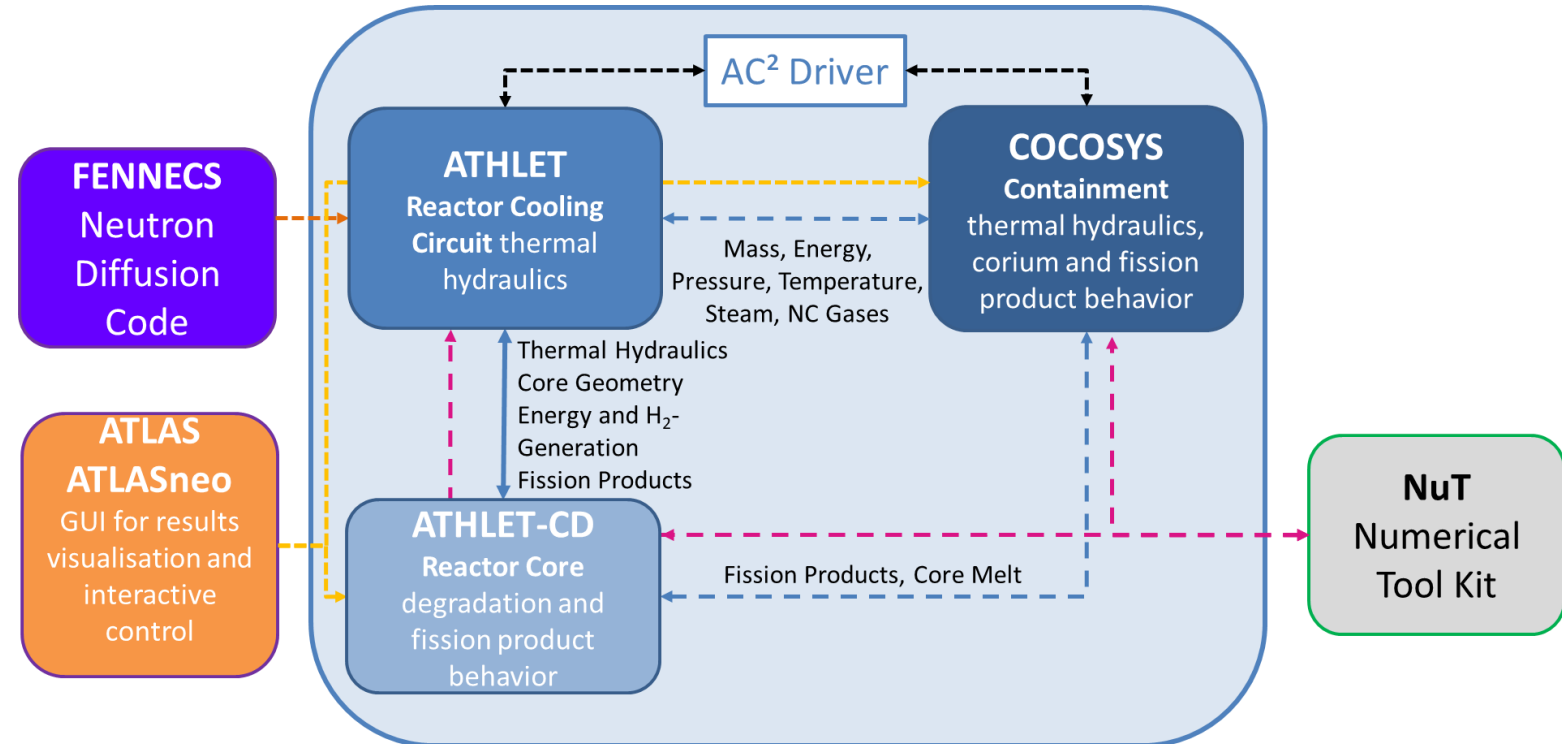 AC² Driver
FENNECS
Neutron
Diffusion
Code
ATHLET
Reactor Cooling
Circuit thermal
hydraulics
COCOSYS
Containment
thermal hydraulics,
corium and fission
product behavior
Mass, Energy,
Pressure, Temperature,
Steam, NC Gases
Thermal Hydraulics
Core Geometry
Energy and H₂-
Generation
Fission Products
ATLAS
ATLASneo
GUI for results
visualisation and
interactive
control
ATHLET-CD
Reactor Core
degradation and
fission product
behavior
Fission Products, Core Melt
NuT
Numerical
Tool Kit